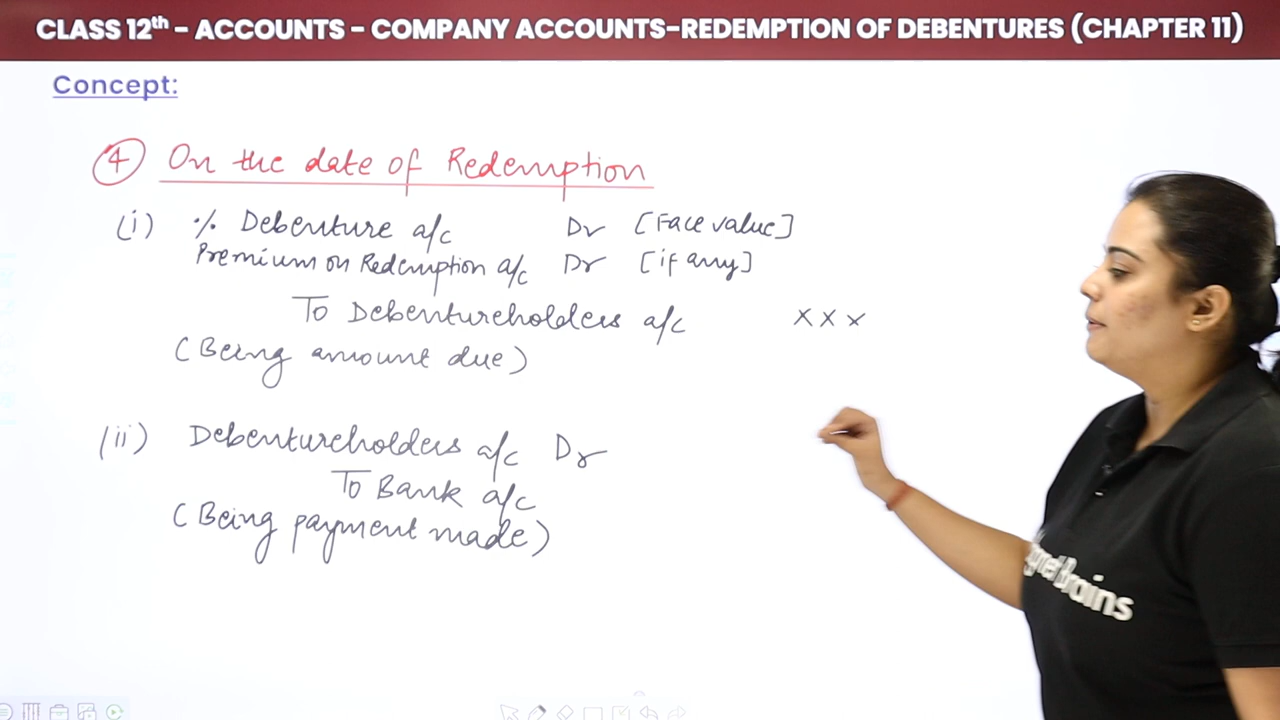 CLASS 12th - ACCOUNTS - COMPANY ACCOUNTS-REDEMPTION OF DEBENTURES (CHAPTER 11)
Concept:
④ On the date of Redemption
(i) % Debenture a/c Dr [Face value]
Premium on Redemption a/c Dr [if any]
To Debentureholders a/c x x x
(Being amount due)
(ii) Debentureholders a/c Dr
To Bank a/c
(Being payment made)